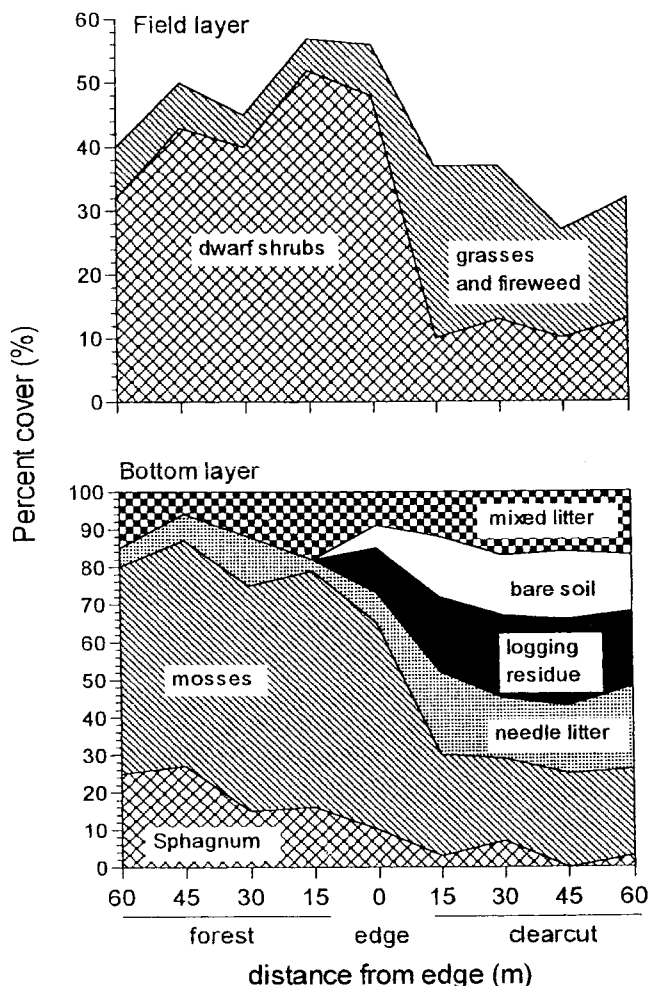 Field layer
60
50
40
30
20
10
0
dwarf shrubs
grasses
and fireweed
Percent cover (%)
Bottom layer
100
90
80
70
60
50
40
30
20
10
0
mixed litter
bare soil
logging
residue
mosses
needle litter
Sphagnum
60 45 30 15 0 15 30 45 60
forest edge clearcut
distance from edge (m)